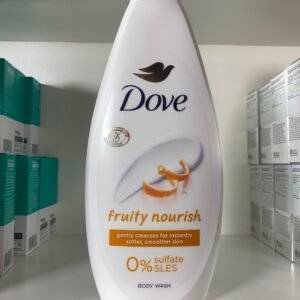 Dove
fruity nourish
gently cleanses for instantly
softer, smoother skin
0% sulfate
SLES
BODY WASH